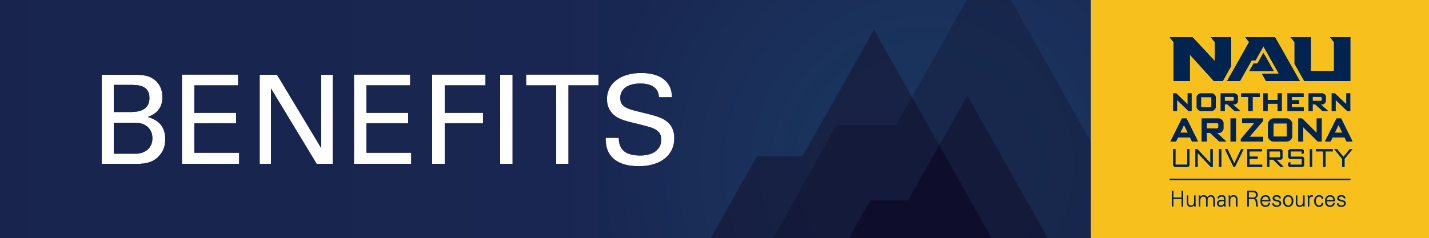 BENEFITS
NAU
NORTHERN
ARIZONA
UNIVERSITY
Human Resources